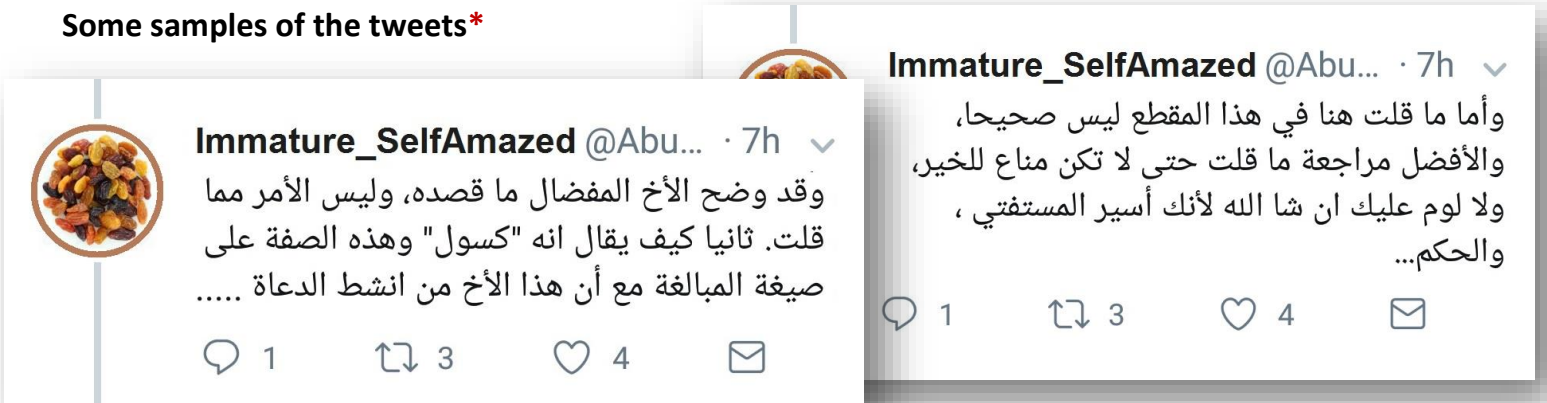 Some samples of the tweets*
Immature_SelfAmazed @Abu... · 7h
وأما ما قلت هنا في هذا المقطع ليس صحيحا،
والأفضل مراجعة ما قلت حتى لا تكن مناع للخير،
ولا لوم عليك ان شا الله لأنك أسير المستفتي ،
والحكم...
1 3 4
Immature_SelfAmazed @Abu... · 7h
وقد وضح الأخ المفضال ما قصده، وليس الأمر مما
قلت. ثانيا كيف يقال انه "كسول" وهذه الصفة على
صيغة المبالغة مع أن هذا الأخ من انشط الدعاة .....
1 3 4